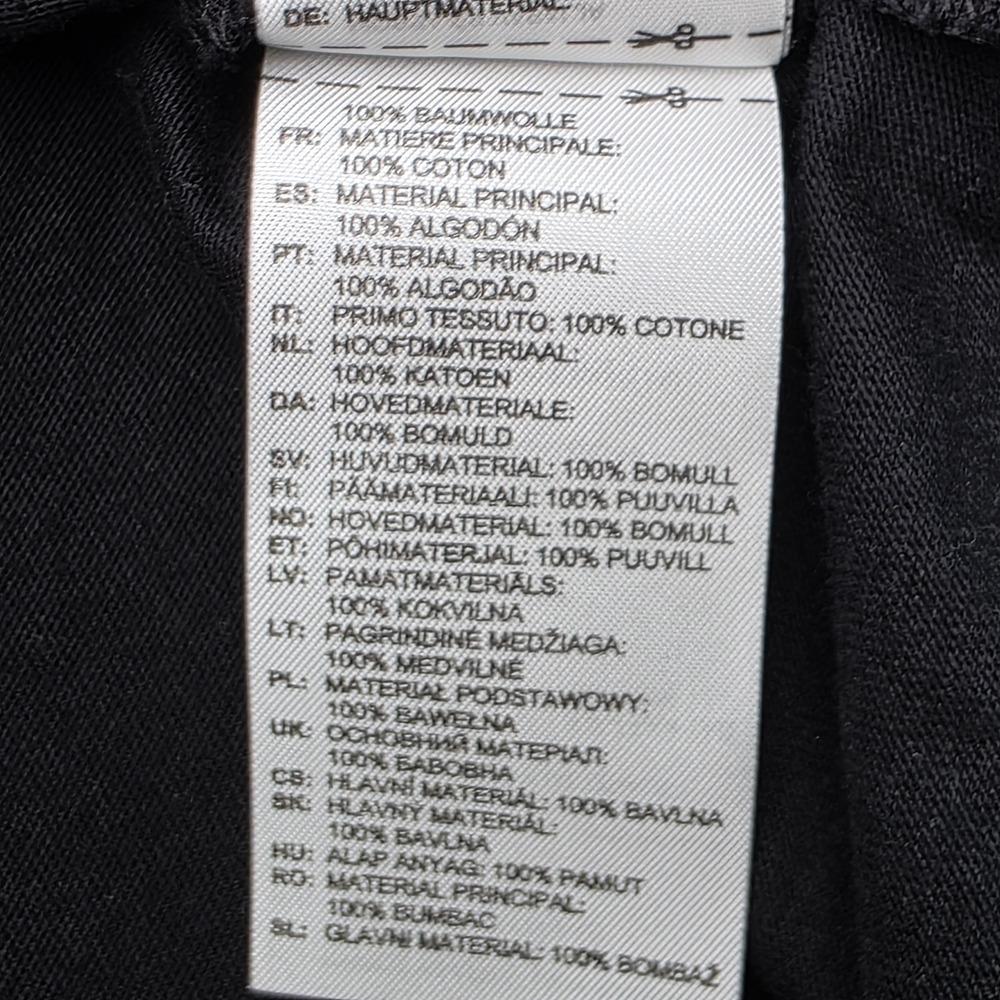 DE: HAUPTMATERIAL:
100% BAUMWOLLE
FR: MATIERE PRINCIPALE:
100% COTON
ES: MATERIAL PRINCIPAL:
100% ALGODÓN
PT: MATERIAL PRINCIPAL:
100% ALGODÃO
IT: PRIMO TESSUTO: 100% COTONE
NL: HOOFDMATERIAAL:
100% KATOEN
DA: HOVEDMATERIALE:
100% BOMULD
SV: HUVUDMATERIAL: 100% BOMULL
FI: PÄÄMATERIAALI: 100% PUUVILLA
NO: HOVEDMATERIAL: 100% BOMULL
ET: PÕHIMATERJAL: 100% PUUVILL
LV: PAMATMATERIĀLS:
100% KOKVILNA
LT: PAGRINDINĖ MEDŽIAGA:
100% MEDVILNĖ
PL: MATERIAŁ PODSTAWOWY:
100% BAWEŁNA
UK: ОСНОВНИЙ МАТЕРІАЛ:
100% БАВОВНА
CS: HLAVNÍ MATERIÁL: 100% BAVLNA
SK: HLAVNÝ MATERIÁL:
100% BAVLNA
HU: ALAP ANYAG: 100% PAMUT
RO: MATERIAL PRINCIPAL:
100% BUMBAC
SL: GLAVNI MATERIAL: 100% BOMBAŽ